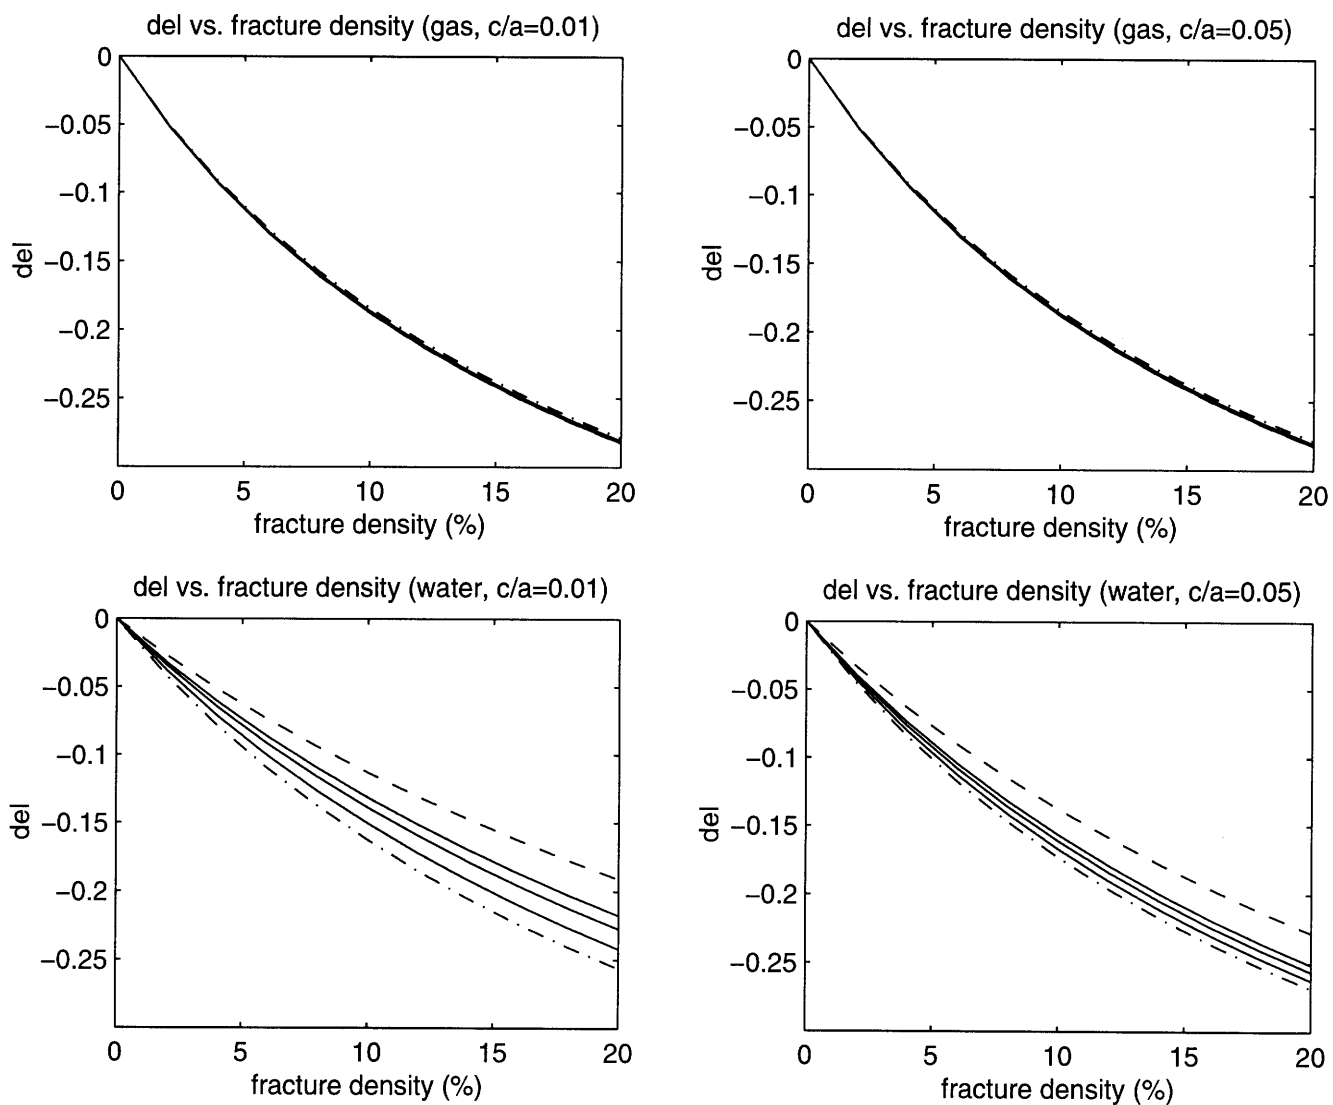 del vs. fracture density (gas, c/a=0.01)
0
−0.05
−0.1
−0.15
−0.2
−0.25
del
0 5 10 15 20
fracture density (%)
del vs. fracture density (gas, c/a=0.05)
0
−0.05
−0.1
−0.15
−0.2
−0.25
del
0 5 10 15 20
fracture density (%)
del vs. fracture density (water, c/a=0.01)
0
−0.05
−0.1
−0.15
−0.2
−0.25
del
0 5 10 15 20
fracture density (%)
del vs. fracture density (water, c/a=0.05)
0
−0.05
−0.1
−0.15
−0.2
−0.25
del
0 5 10 15 20
fracture density (%)